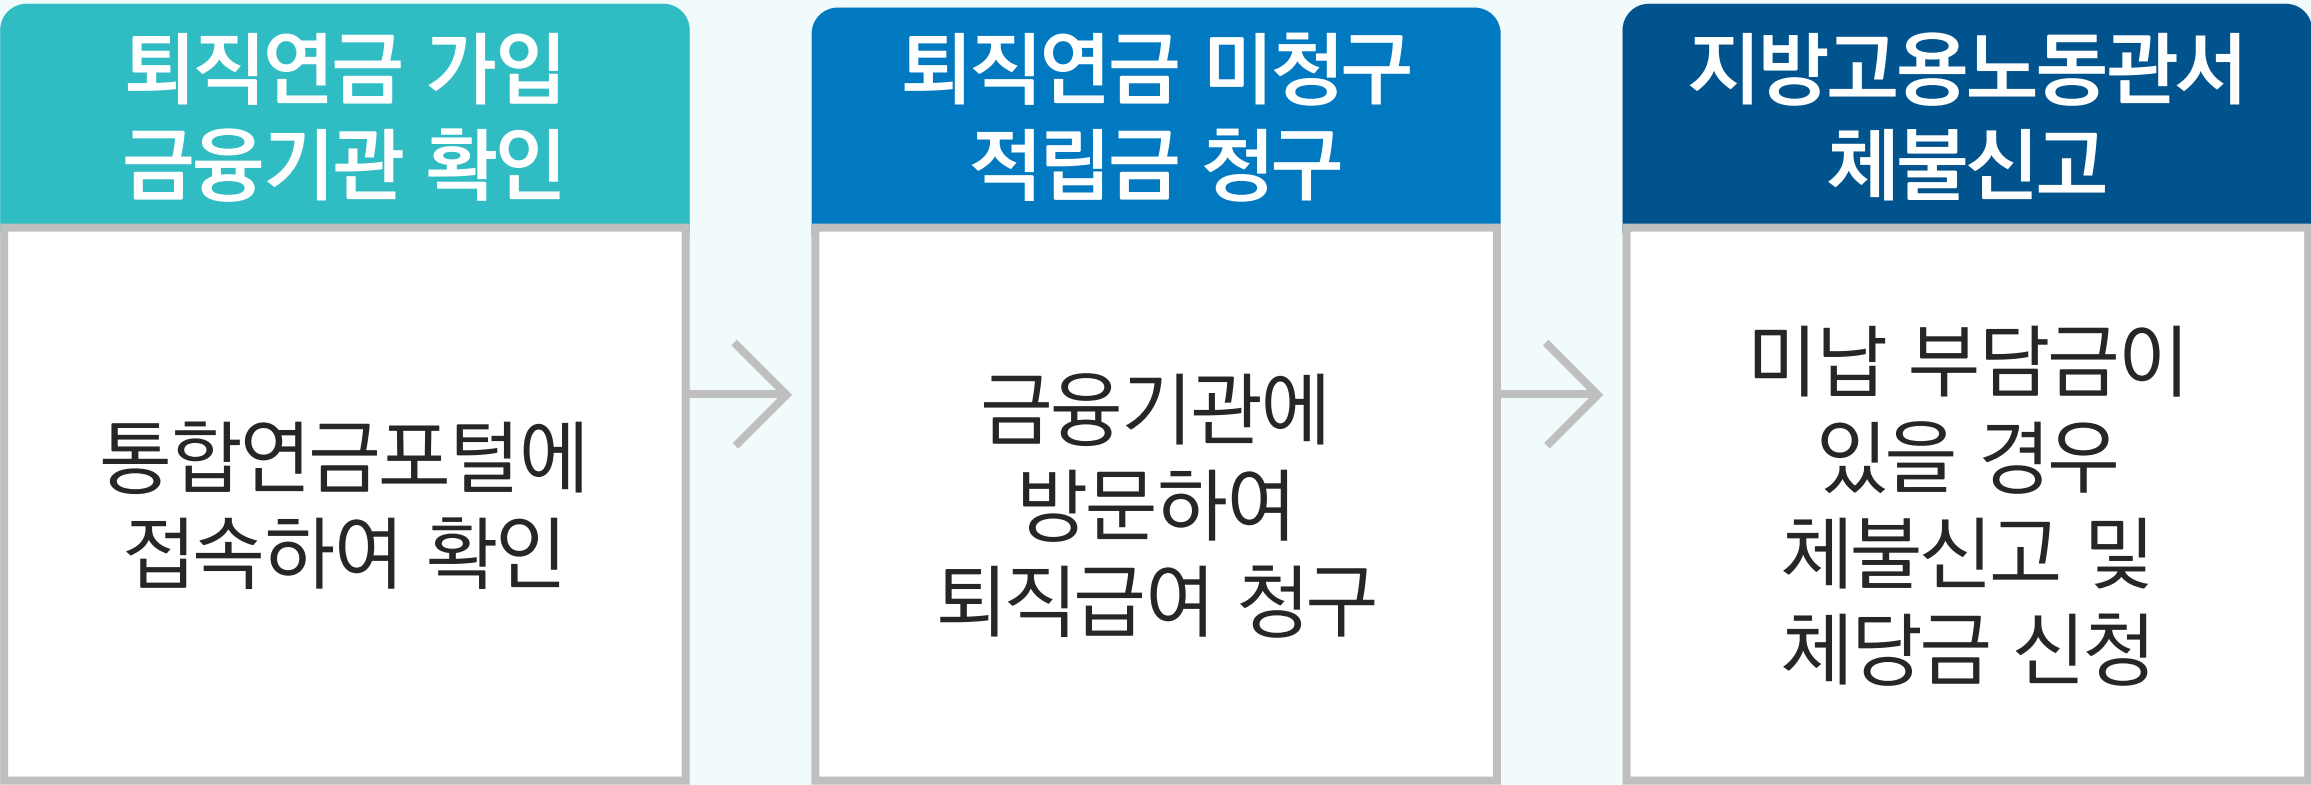 퇴직연금 가입
금융기관 확인
통합연금포털에
접속하여 확인
퇴직연금 미청구
적립금 청구
금융기관에
방문하여
퇴직급여 청구
지방고용노동관서
체불신고
미납 부담금이
있을 경우
체불신고 및
체당금 신청